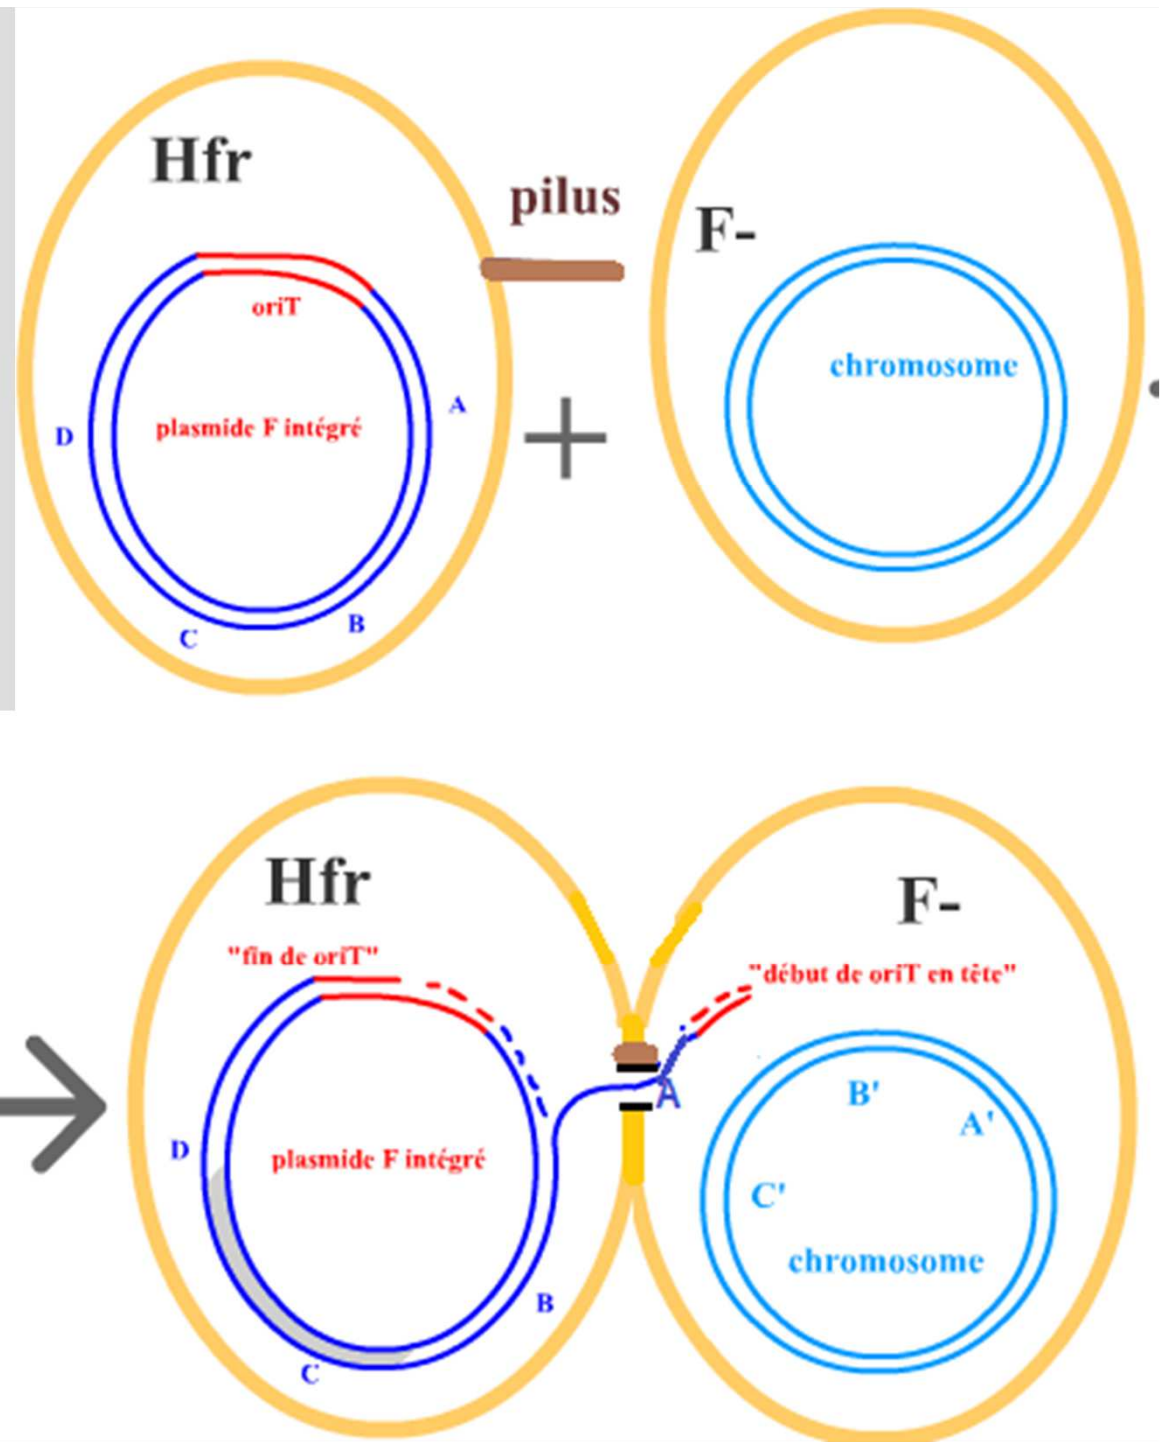 Hfr
pilus
F-
oriT
chromosome
A
plasmide F intégré
D
+
B
C
Hfr
F-
"fin de oriT"
"début de oriT en tête"
A
B'
A'
D
plasmide F intégré
C'
chromosome
B
C